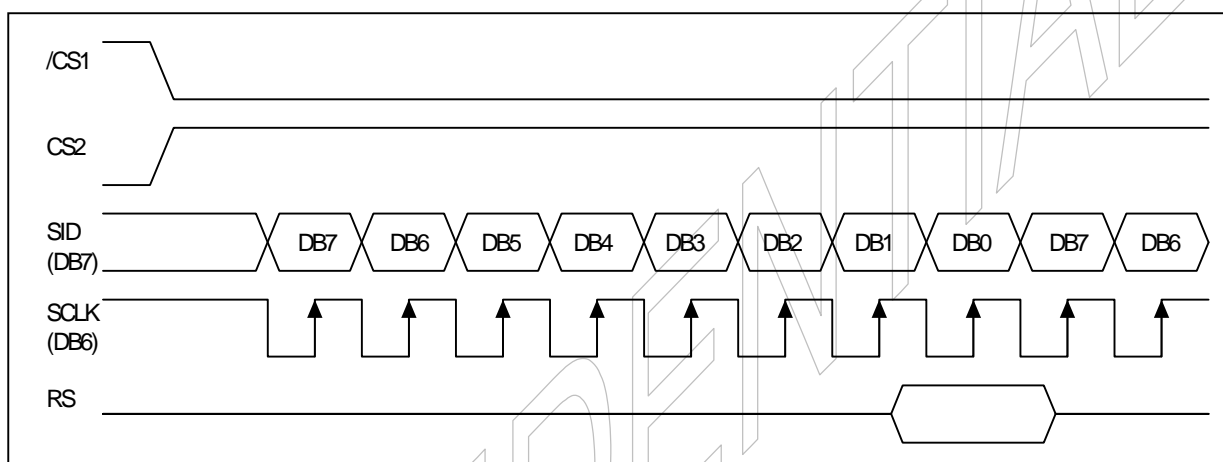 /CS1
CS2
SID
(DB7)
DB7 DB6 DB5 DB4 DB3 DB2 DB1 DB0 DB7 DB6
SCLK
(DB6)
RS